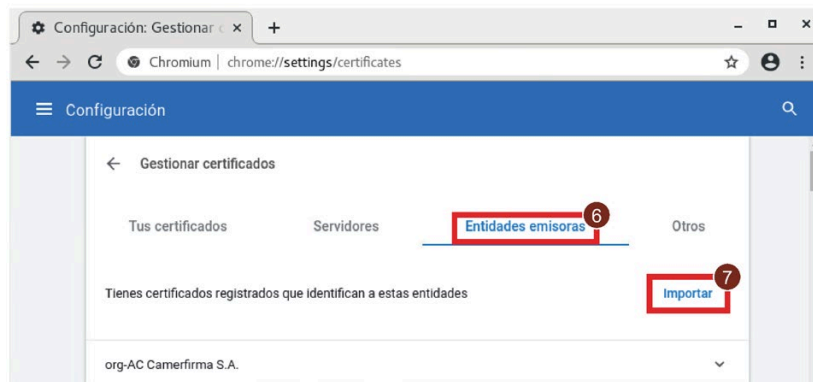 Configuración: Gestionar c
Chromium | chrome://settings/certificates
Configuración
Gestionar certificados
Tus certificados Servidores Entidades emisoras Otros
6
7
Tienes certificados registrados que identifican a estas entidades Importar
org-AC Camerfirma S.A.